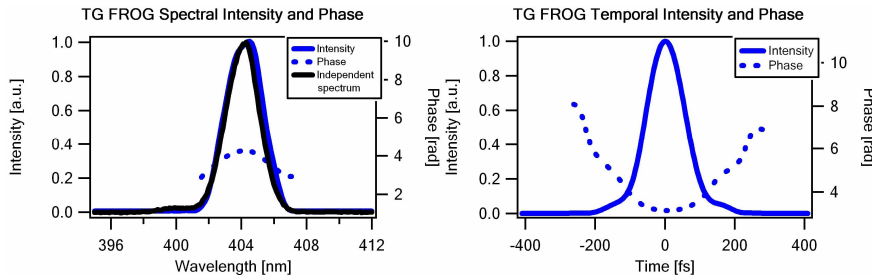 TG FROG Spectral Intensity and Phase
Intensity [a.u.]
1.0
0.8
0.6
0.4
0.2
0.0
396
400
404
408
412
Wavelength [nm]
10
8
6
4
2
Phase [rad]
Intensity
Phase
Independent
spectrum
TG FROG Temporal Intensity and Phase
Intensity [a.u.]
1.0
0.8
0.6
0.4
0.2
0.0
-400
-200
0
200
400
Time [fs]
10
8
6
4
Phase [rad]
Intensity
Phase